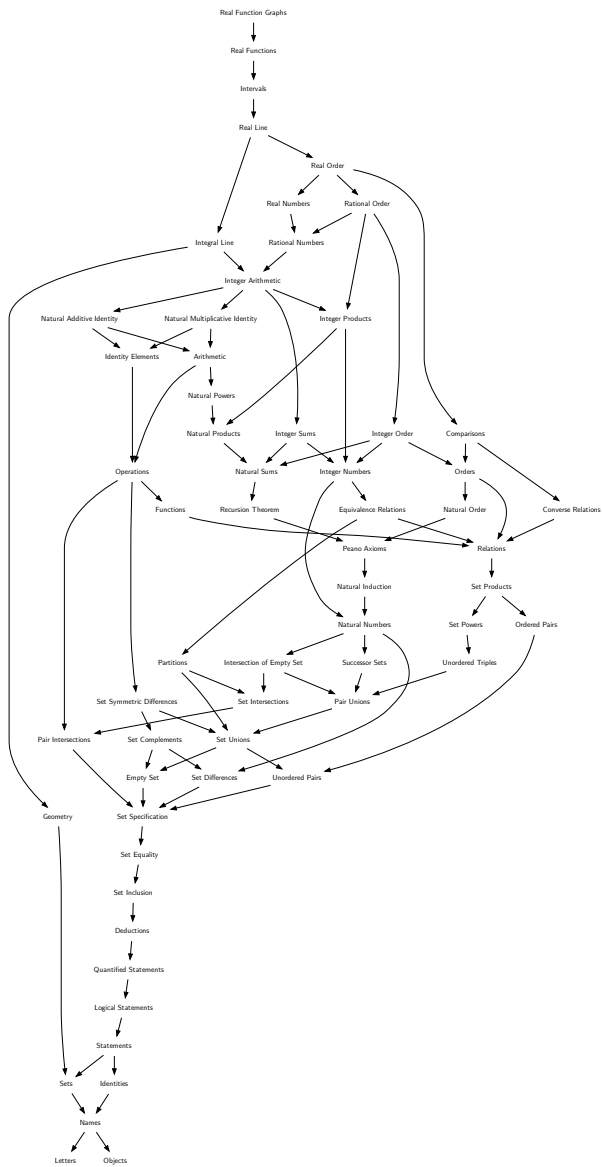 Real Function Graphs
Real Functions
Intervals
Real Line
Real Order
Real Numbers
Rational Order
Integral Line
Rational Numbers
Integer Arithmetic
Natural Additive Identity
Natural Multiplicative Identity
Integer Products
Identity Elements
Arithmetic
Natural Powers
Natural Products
Integer Sums
Integer Order
Comparisons
Operations
Natural Sums
Integer Numbers
Orders
Functions
Recursion Theorem
Equivalence Relations
Natural Order
Converse Relations
Peano Axioms
Relations
Natural Induction
Set Products
Natural Numbers
Set Powers
Ordered Pairs
Partitions
Intersection of Empty Set
Successor Sets
Unordered Triples
Set Symmetric Differences
Set Intersections
Pair Unions
Pair Intersections
Set Complements
Set Unions
Empty Set
Set Differences
Unordered Pairs
Geometry
Set Specification
Set Equality
Set Inclusion
Deductions
Quantified Statements
Logical Statements
Statements
Sets
Identities
Names
Letters
Objects